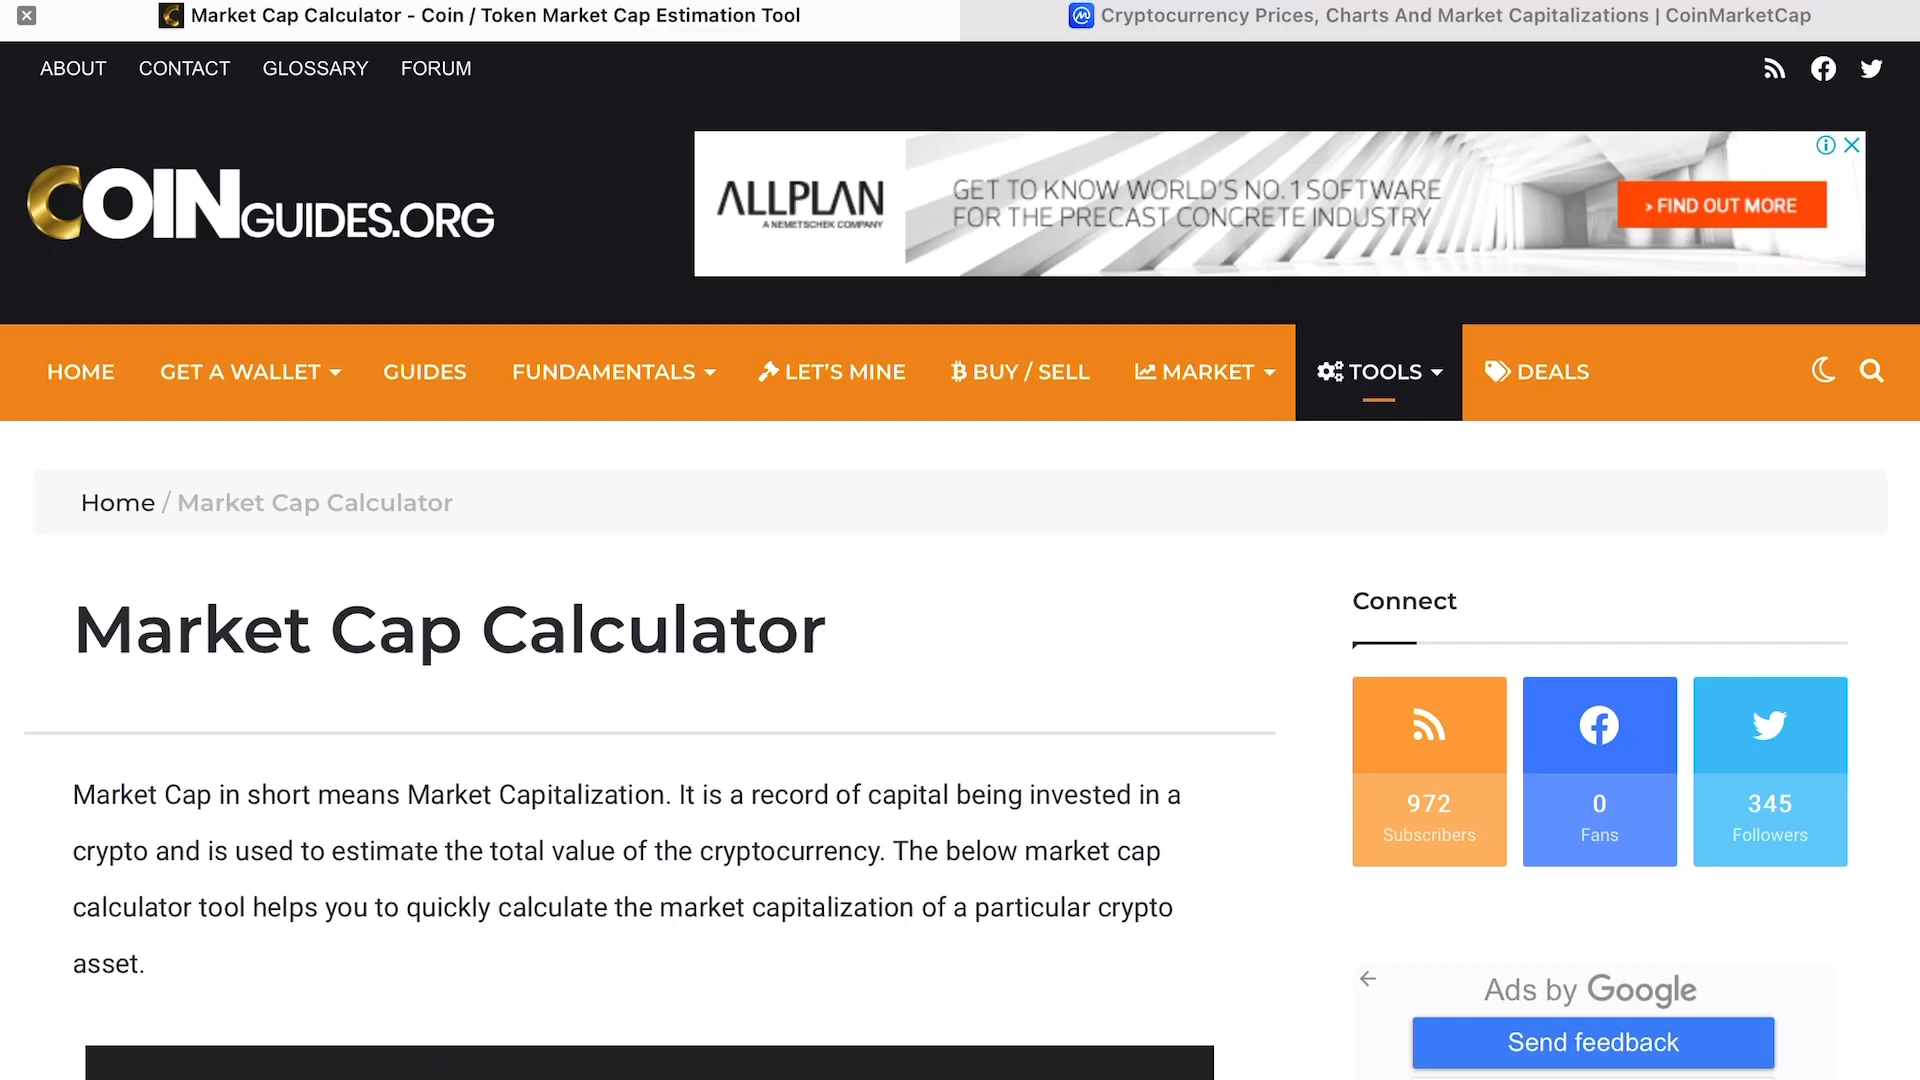 Market Cap Calculator - Coin / Token Market Cap Estimation Tool
Cryptocurrency Prices, Charts And Market Capitalizations | CoinMarketCap
ABOUT CONTACT GLOSSARY FORUM
COINGUIDES.ORG
ALLPLAN
A NEMETSCHEK COMPANY
GET TO KNOW WORLD'S NO. 1 SOFTWARE
FOR THE PRECAST CONCRETE INDUSTRY
› FIND OUT MORE
HOME GET A WALLET GUIDES FUNDAMENTALS LET'S MINE BUY / SELL MARKET TOOLS DEALS
Home / Market Cap Calculator
Market Cap Calculator
Market Cap in short means Market Capitalization. It is a record of capital being invested in a
crypto and is used to estimate the total value of the cryptocurrency. The below market cap
calculator tool helps you to quickly calculate the market capitalization of a particular crypto
asset.
Connect
972
Subscribers
0
Fans
345
Followers
Ads by Google
Send feedback